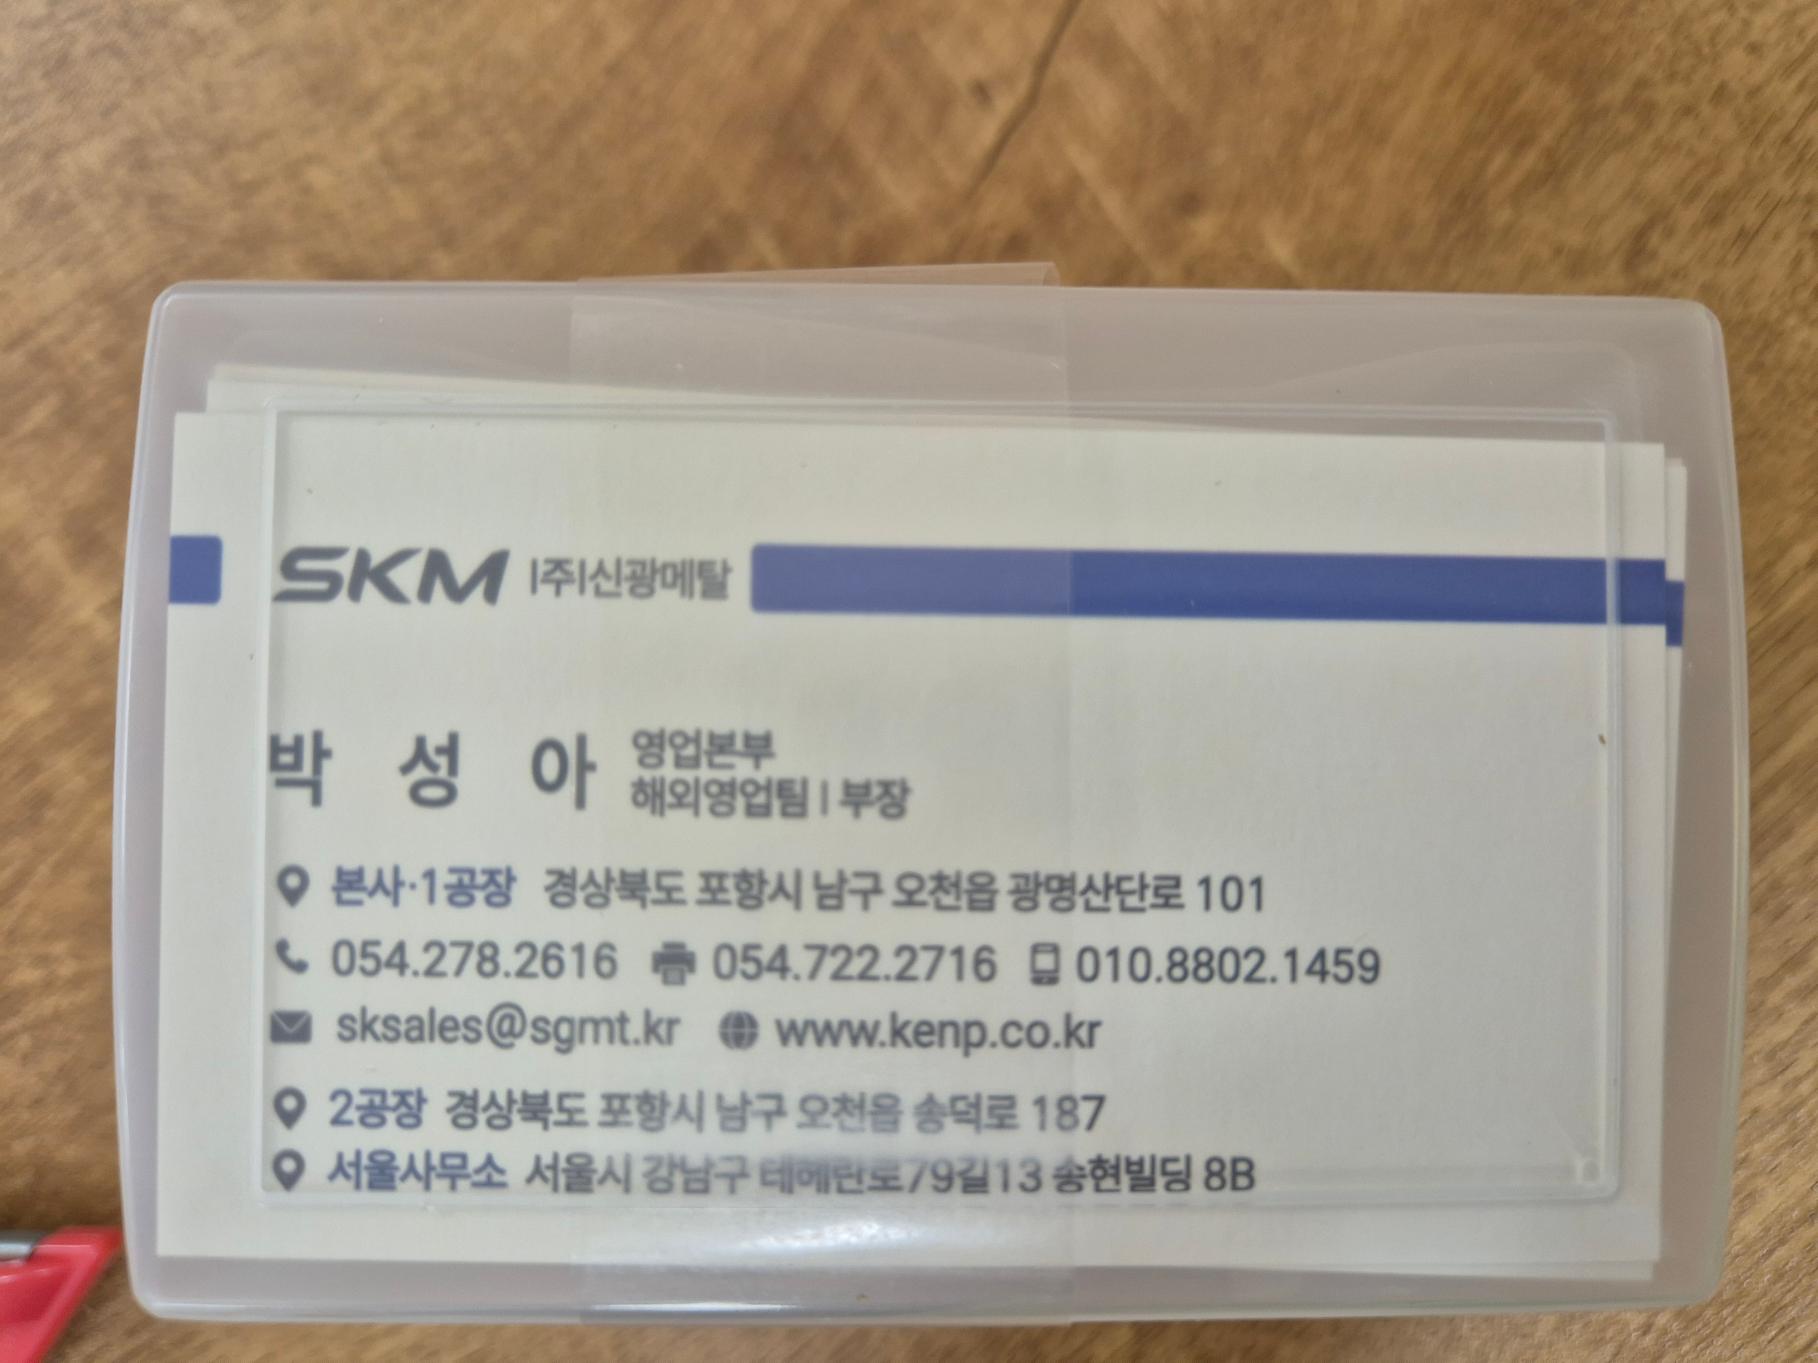 SKM |주|신광메탈
박 성 아
영업본부
해외영업팀 | 부장
본사·1공장 경상북도 포항시 남구 오천읍 광명산단로 101
054.278.2616 054.722.2716 010.8802.1459
sksales@sgmt.kr www.kenp.co.kr
2공장 경상북도 포항시 남구 오천읍 송덕로 187
서울사무소 서울시 강남구 테헤란로79길13 송현빌딩 8B